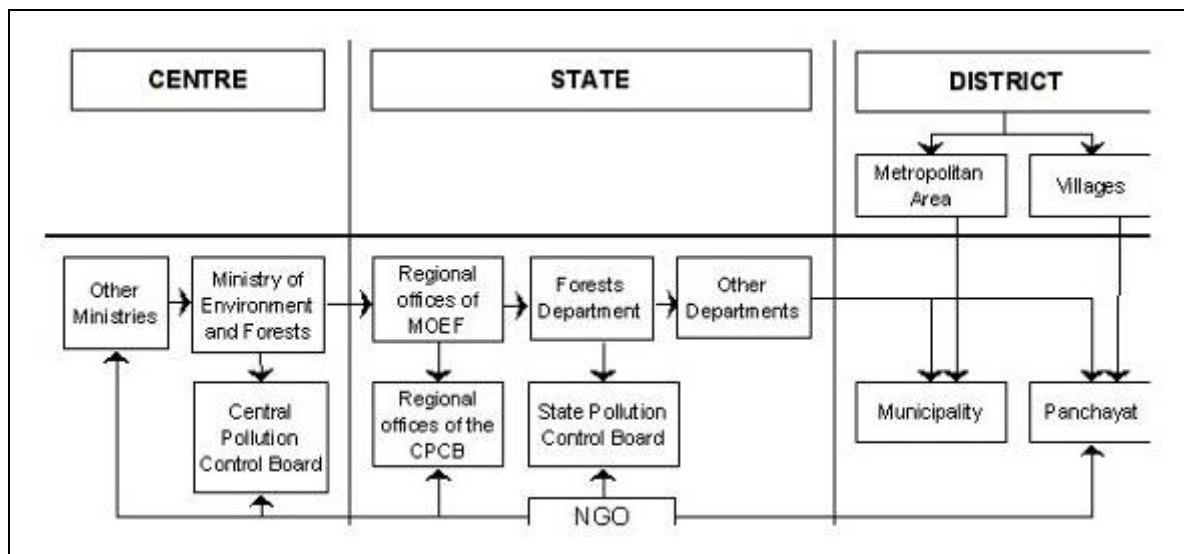 CENTRE
STATE
DISTRICT
Metropolitan
Area
Villages
Other
Ministries
Ministry of
Environment
and Forests
Regional
offices of
MOEF
Forests
Department
Other
Departments
Central
Pollution
Control Board
Regional
offices of the
CPCB
State Pollution
Control Board
Municipality
Panchayat
NGO